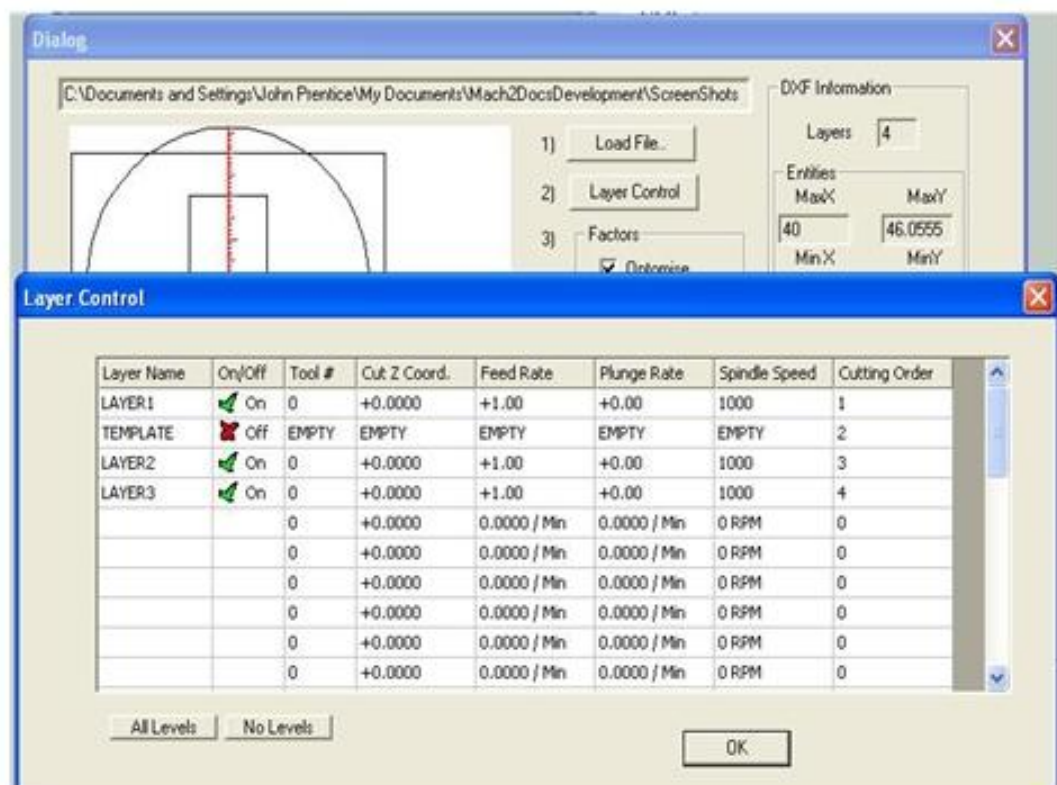 Dialog
C:\Documents and Settings\John Prentice\My Documents\Mach2DocsDevelopment\ScreenShots
DXF Information
1) Load File..
Layers 4
2) Layer Control
Entities
MaxX MaxY
3) Factors
40 46.0555
Optomise
Min X MinY
Layer Control
Layer Name On/Off Tool # Cut Z Coord. Feed Rate Plunge Rate Spindle Speed Cutting Order
LAYER1 On 0 +0.0000 +1.00 +0.00 1000 1
TEMPLATE Off EMPTY EMPTY EMPTY EMPTY EMPTY 2
LAYER2 On 0 +0.0000 +1.00 +0.00 1000 3
LAYER3 On 0 +0.0000 +1.00 +0.00 1000 4
0 +0.0000 0.0000 / Min 0.0000 / Min 0 RPM 0
0 +0.0000 0.0000 / Min 0.0000 / Min 0 RPM 0
0 +0.0000 0.0000 / Min 0.0000 / Min 0 RPM 0
0 +0.0000 0.0000 / Min 0.0000 / Min 0 RPM 0
0 +0.0000 0.0000 / Min 0.0000 / Min 0 RPM 0
0 +0.0000 0.0000 / Min 0.0000 / Min 0 RPM 0
All Levels No Levels
OK